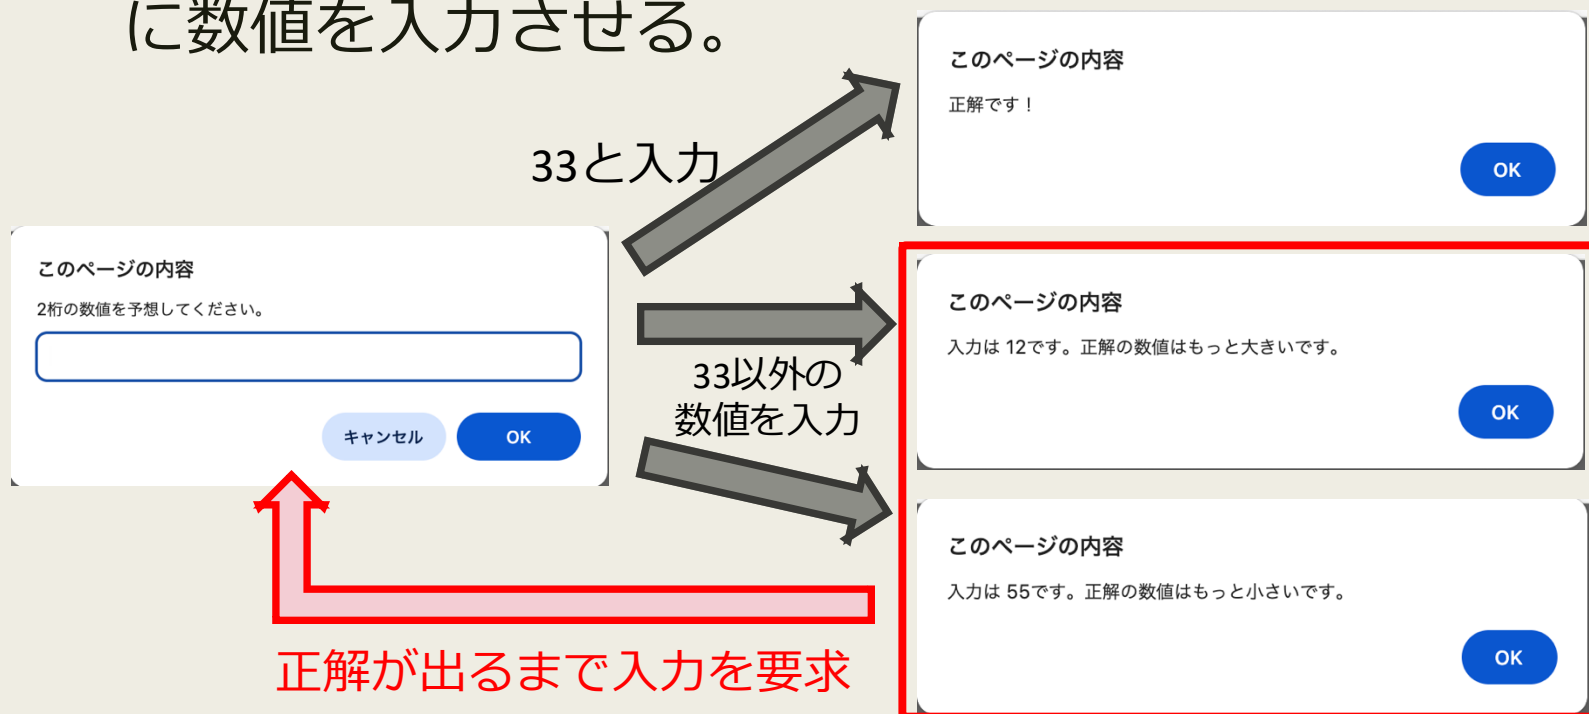 に数値を入力させる。
33と入力
このページの内容
正解です！
OK
このページの内容
2桁の数値を予想してください。
キャンセル
OK
33以外の
数値を入力
このページの内容
入力は 12です。正解の数値はもっと大きいです。
OK
このページの内容
入力は 55です。正解の数値はもっと小さいです。
OK
正解が出るまで入力を要求